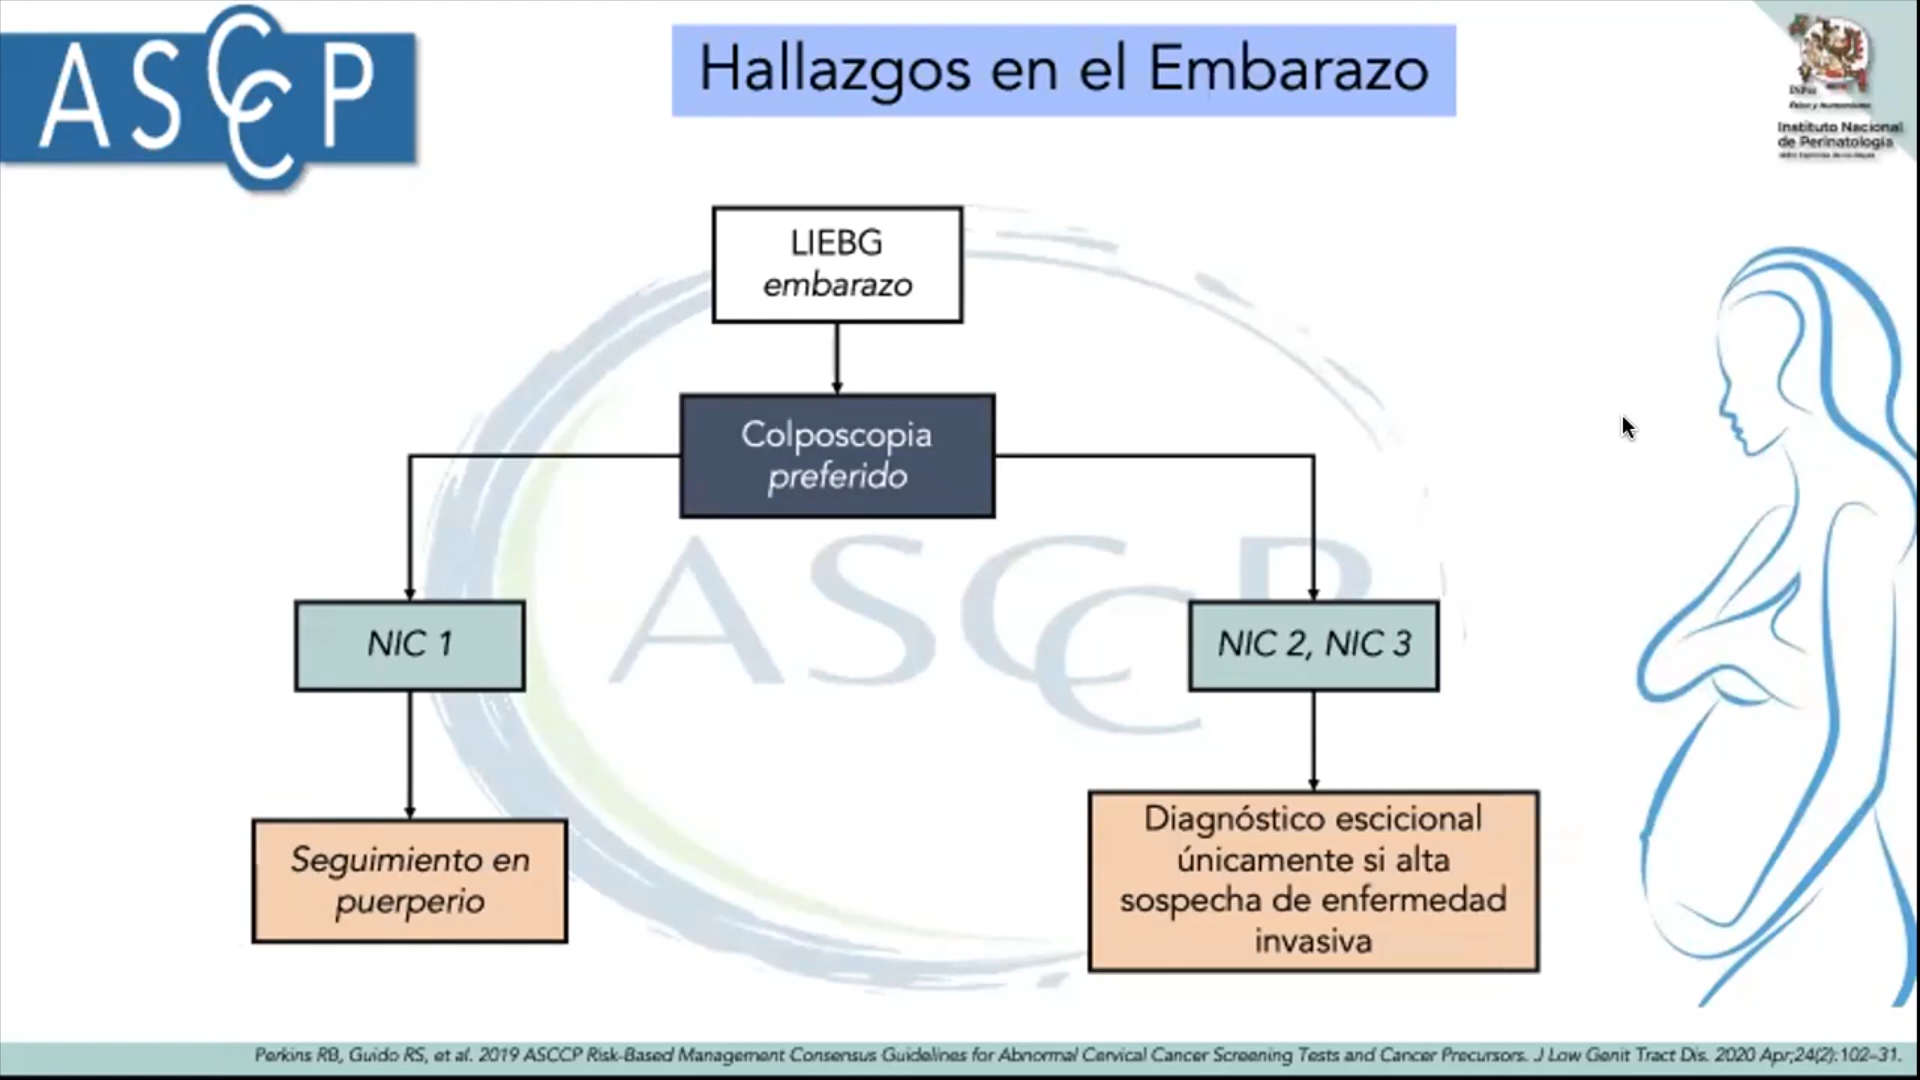 ASCCP
Hallazgos en el Embarazo
Instituto Nacional
de Perinatología
LIEBG
embarazo
Colposcopia
preferido
ASCCP
NIC 1
NIC 2, NIC 3
Seguimiento en
puerperio
Diagnóstico escicional
únicamente si alta
sospecha de enfermedad
invasiva
Perkins RB, Guido RS, et al. 2019 ASCCP Risk-Based Management Consensus Guidelines for Abnormal Cervical Cancer Screening Tests and Cancer Precursors. J Low Genit Tract Dis. 2020 Apr;24(2):102–31.